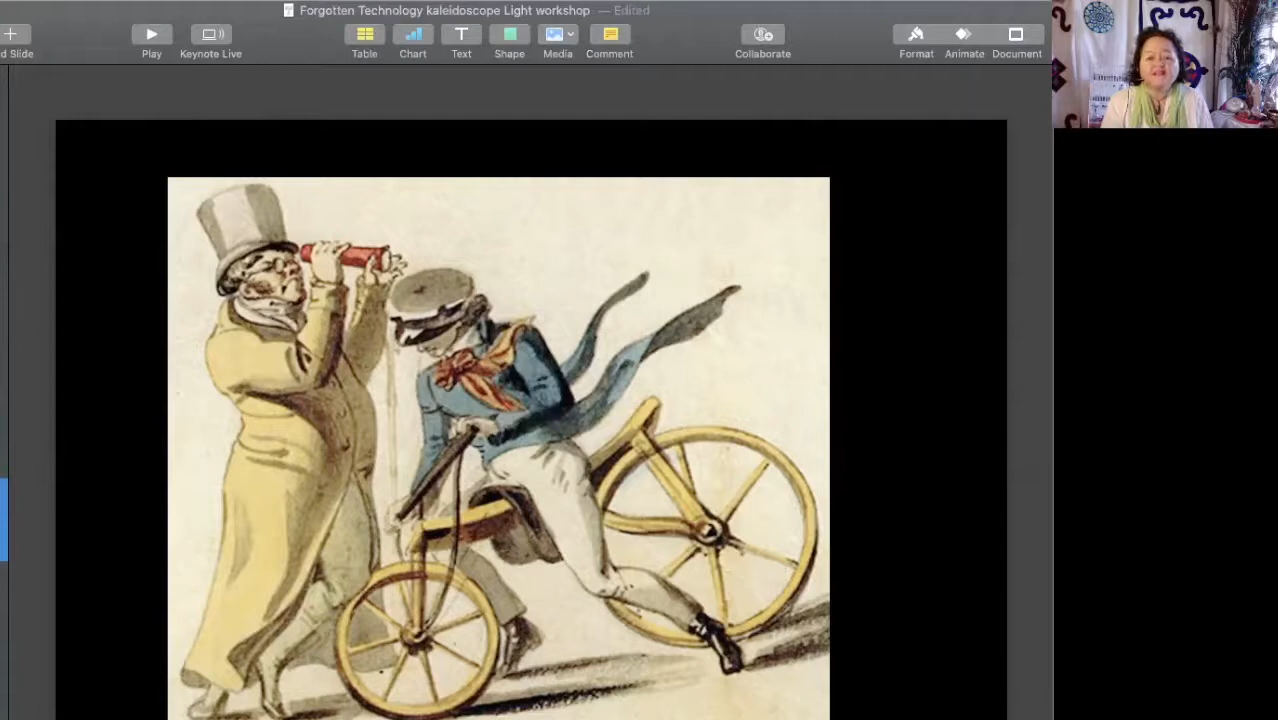 Forgotten Technology kaleidoscope Light workshop — Edited
d Slide
Play
Keynote Live
Table
Chart
Text
Shape
Media
Comment
Collaborate
Format
Animate
Document